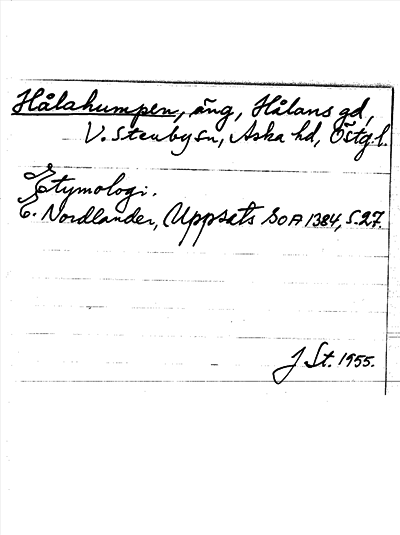 Hålahumpen, äng, Hålans gd,
V. Stenby sn, Aska hd, Östg.l.
Etymologi.
E. Nordlander, Uppsats SOA 1384, S.27.
J St. 1955.